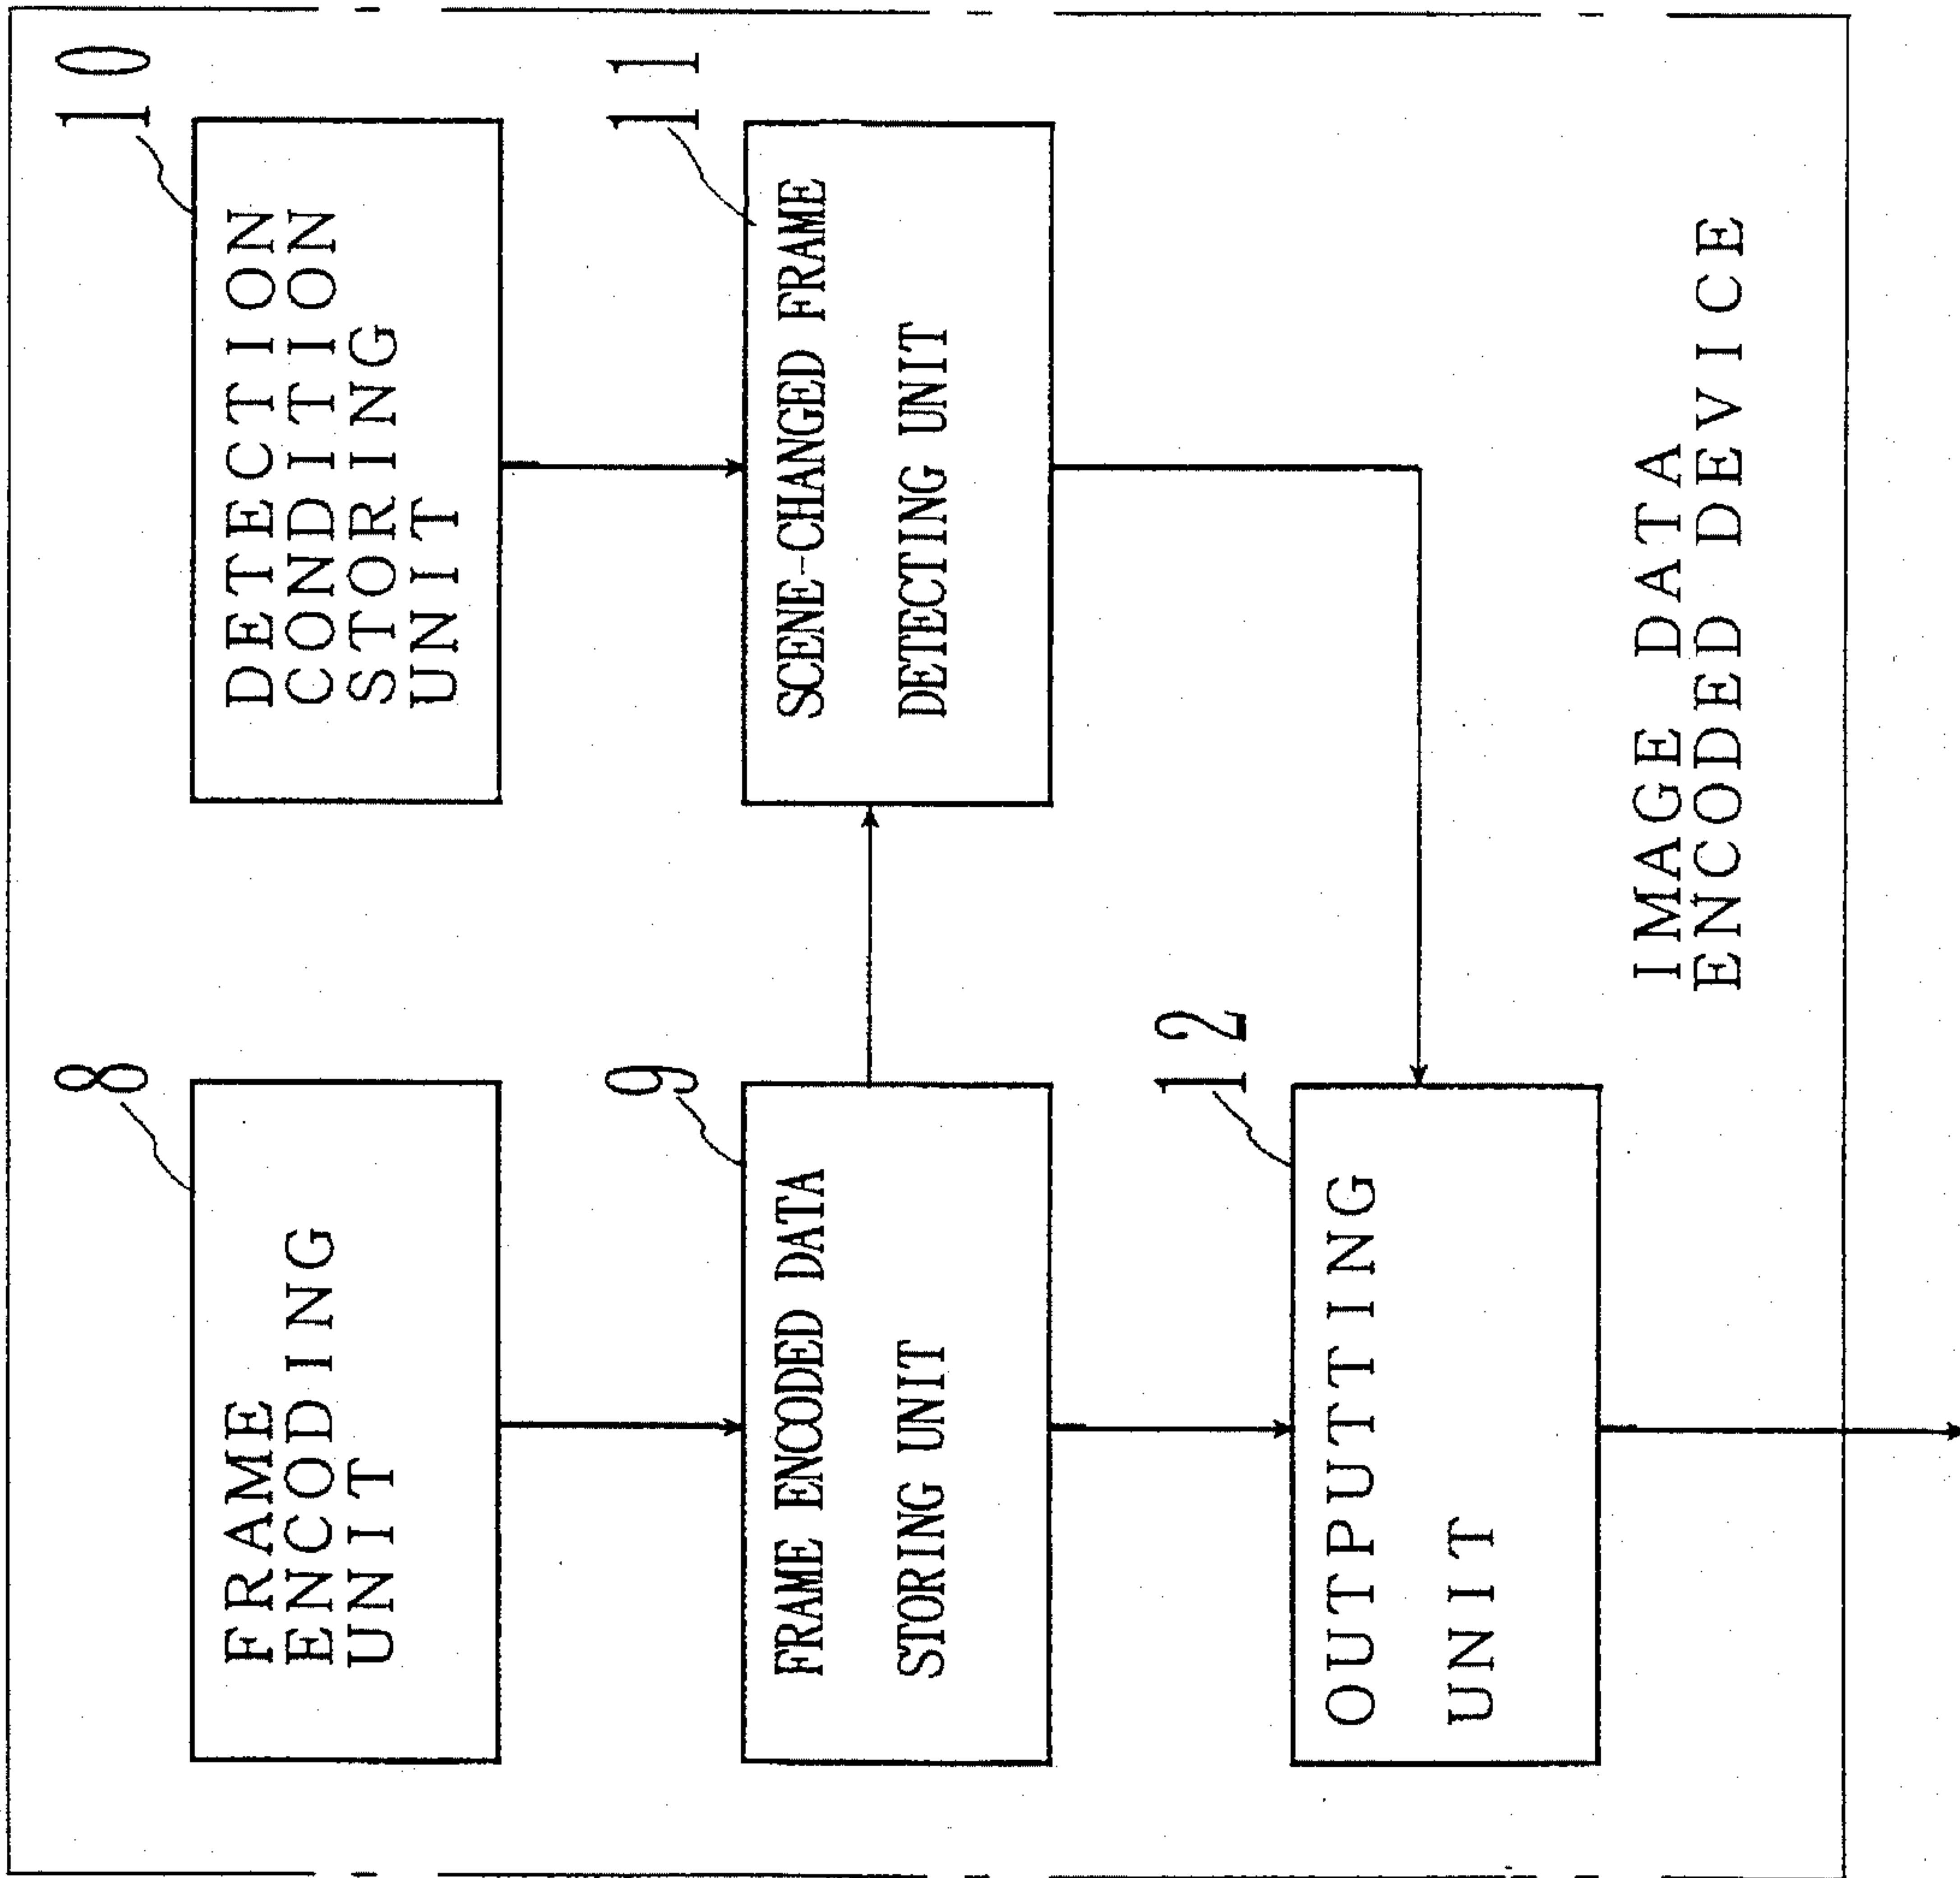 8
FRAME
ENCODING
UNIT
10
DETECTION
CONDITION
STORING
UNIT
9
FRAME ENCODED DATA
STORING UNIT
11
SCENE-CHANGED FRAME
DETECTING UNIT
12
OUTPUTTING
UNIT
IMAGE DATA
ENCODED DEVICE